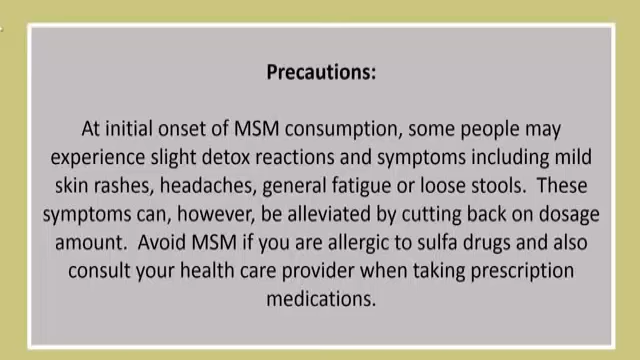 Precautions:
At initial onset of MSM consumption, some people may
experience slight detox reactions and symptoms including mild
skin rashes, headaches, general fatigue or loose stools.  These
symptoms can, however, be alleviated by cutting back on dosage
amount.  Avoid MSM if you are allergic to sulfa drugs and also
consult your health care provider when taking prescription
medications.